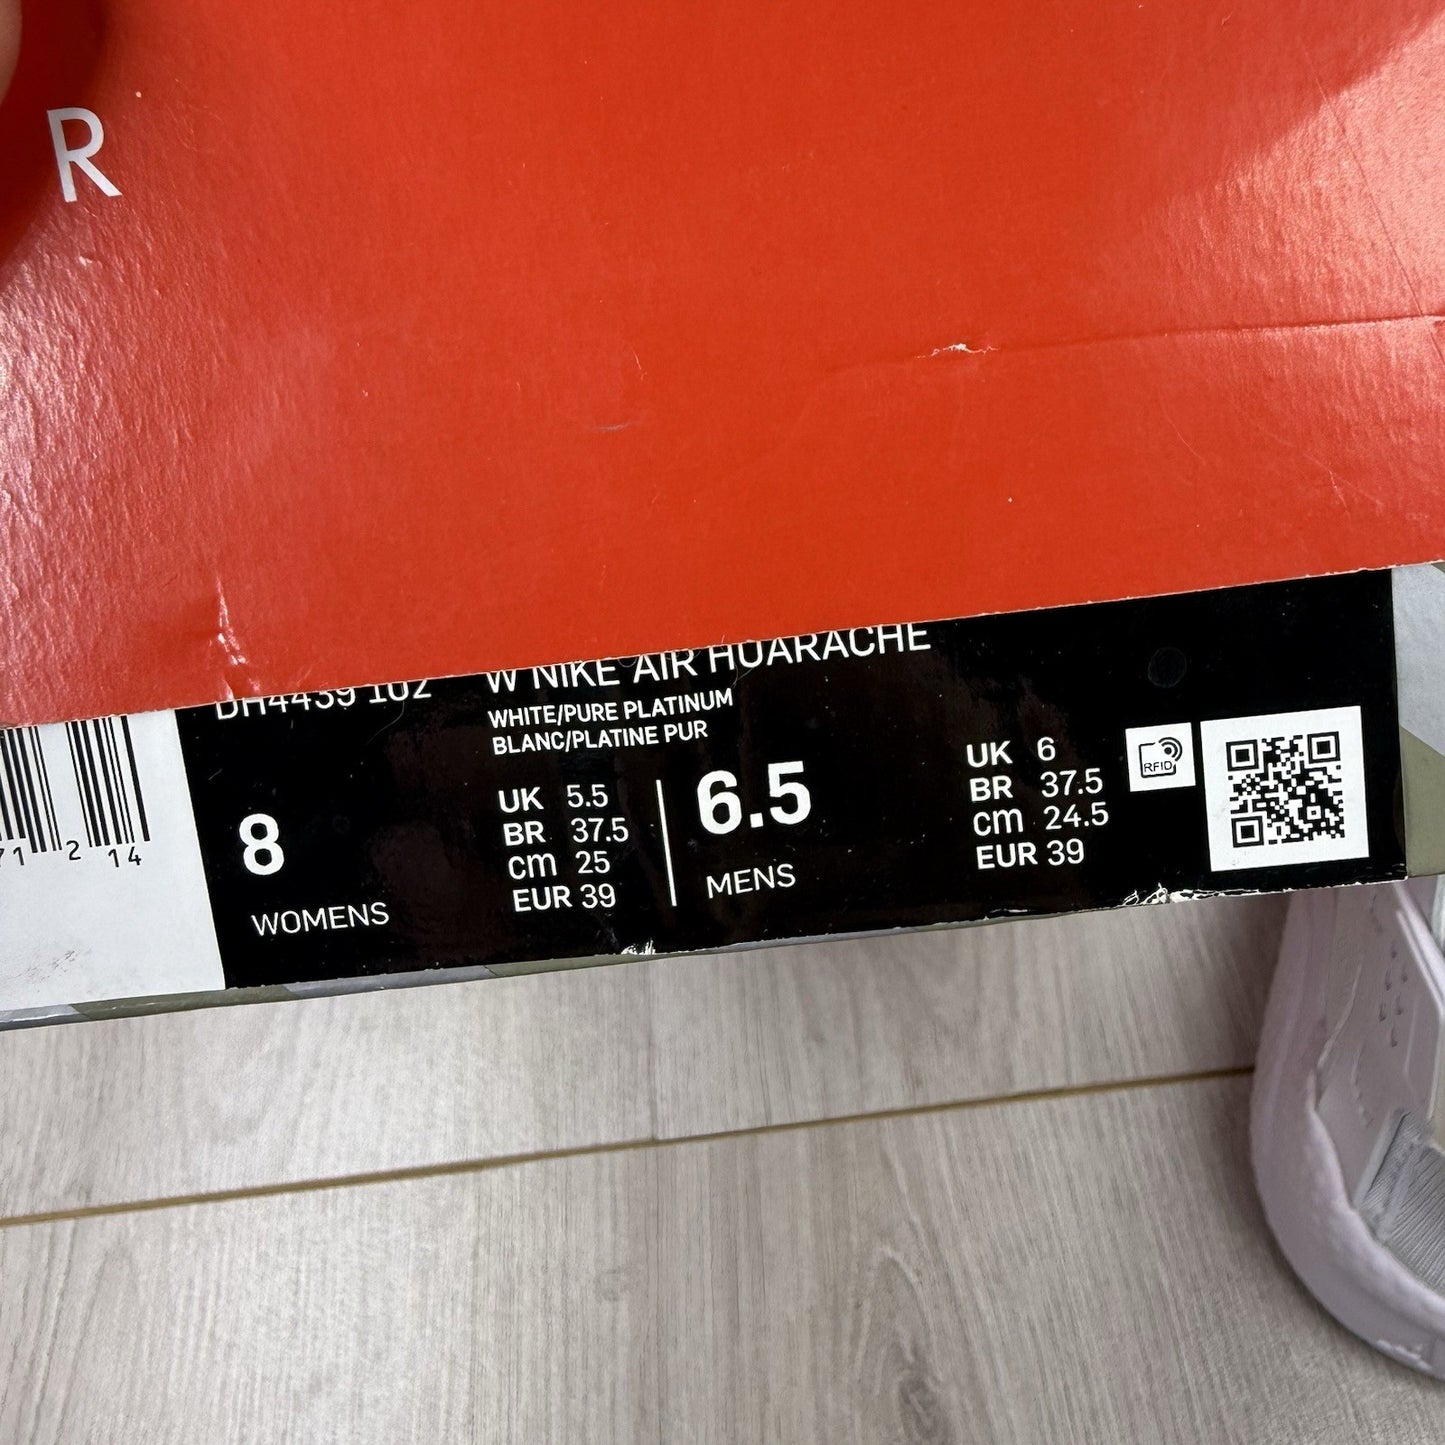 R
DH4439 102
W NIKE AIR HUARACHE
WHITE/PURE PLATINUM
BLANC/PLATINE PUR
8
WOMENS
UK 5.5
BR 37.5
cm 25
EUR 39
6.5
MENS
UK 6
BR 37.5
cm 24.5
EUR 39
RFID
71 2 14